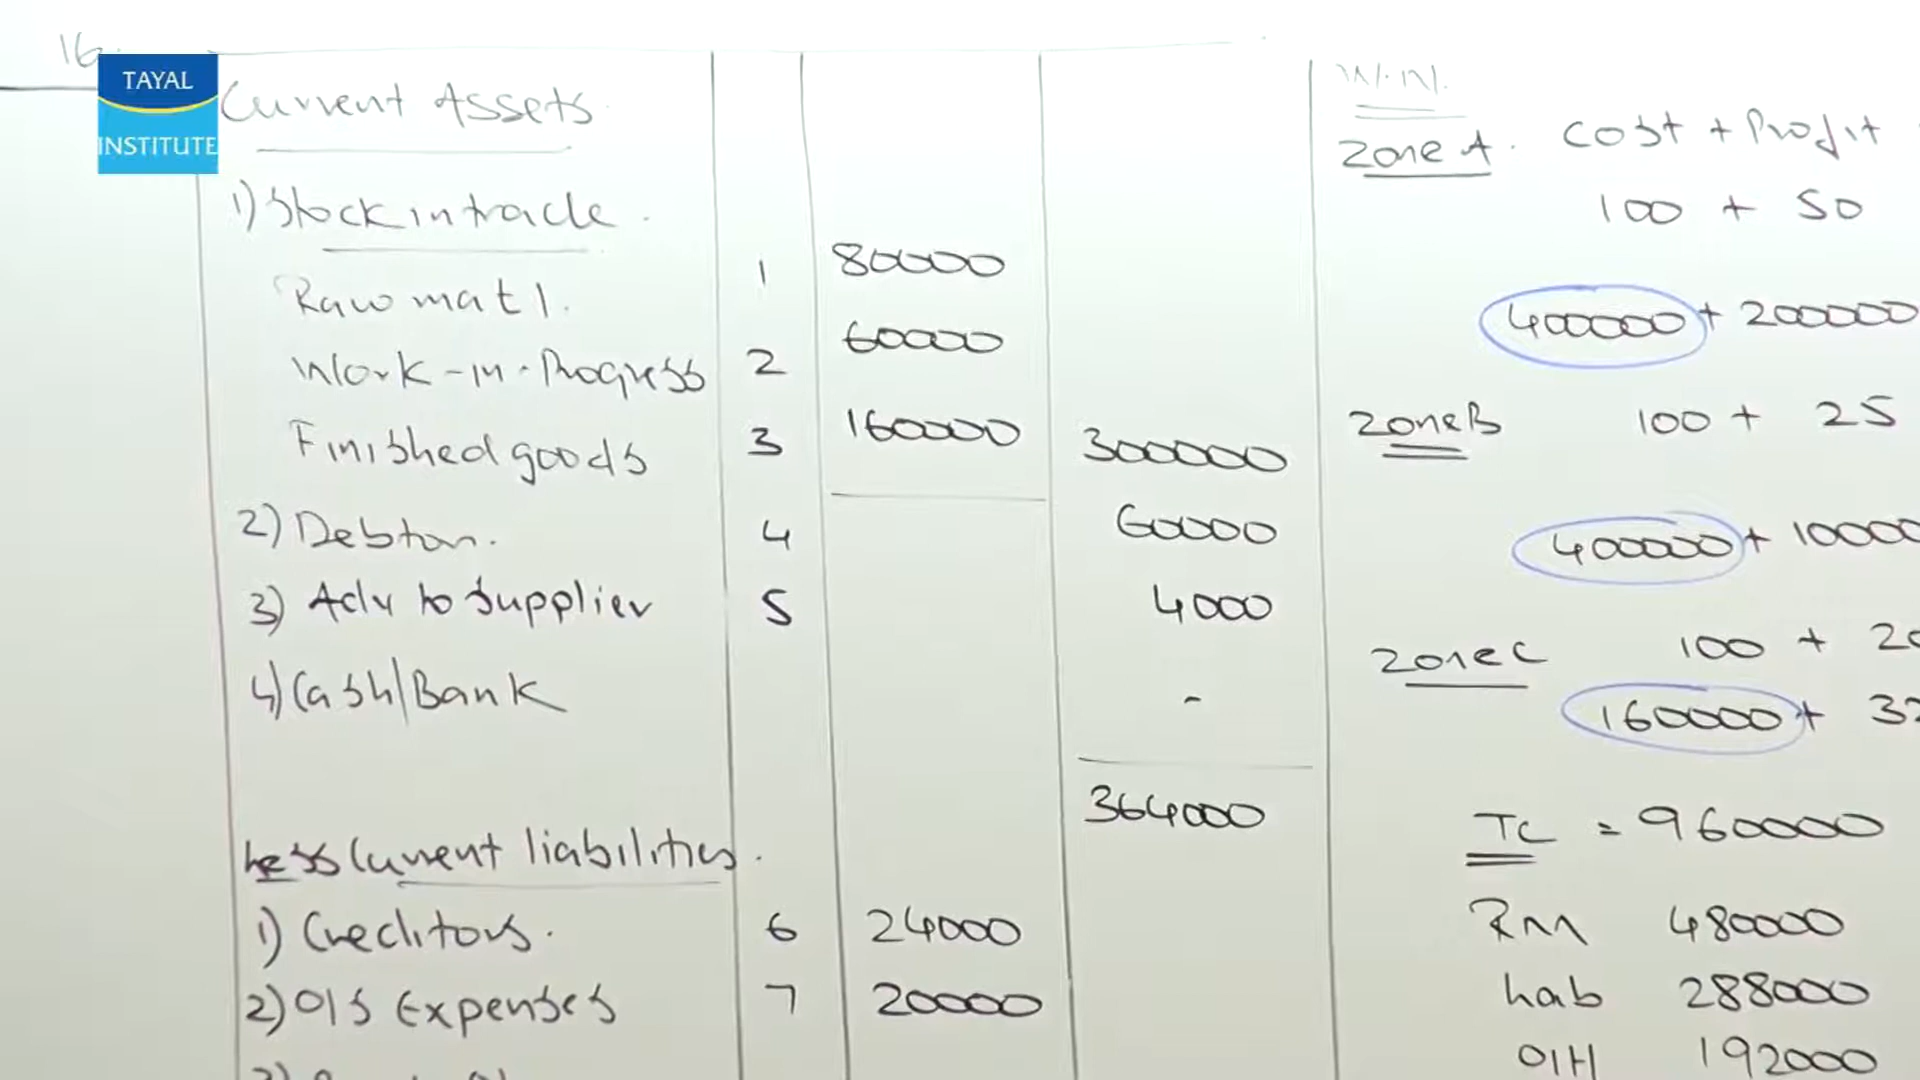 16.
TAYAL
INSTITUTE
Current Assets.
1) Stock in trade.
Raw mat l. 1 80000
Work-in-Progress 2 60000
Finished goods 3 160000 300000
2) Debtors. 4 60000
3) Adv to Supplier 5 4000
4) Cash/Bank -
364000
Less Current liabilities.
1) Creditors. 6 24000
2) O/S Expenses 7 20000
W.N.
Zone A. Cost + Profit
100 + 50
400000 + 200000
Zone B 100 + 25
400000 + 10000
Zone C 100 + 20
160000 + 32
TC = 960000
RM 480000
Lab 288000
O/H 192000